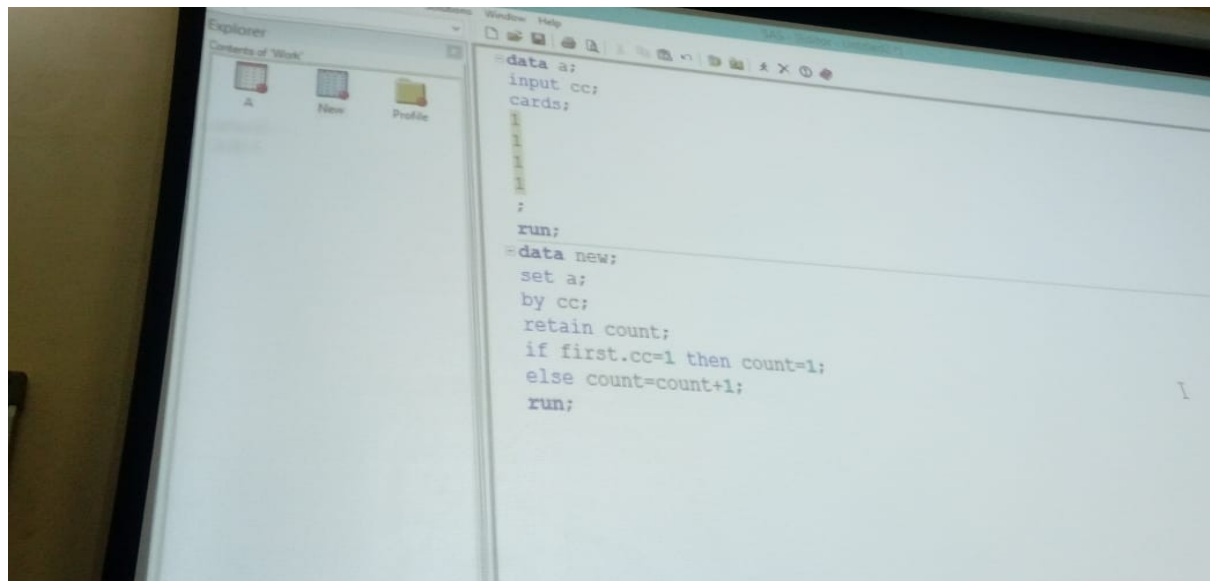 Window Help
Explorer
Contents of 'Work'
A
New
Profile
data a;
input cc;
cards;
1
1
1
1
;
run;
data new;
set a;
by cc;
retain count;
if first.cc=1 then count=1;
else count=count+1;
run;